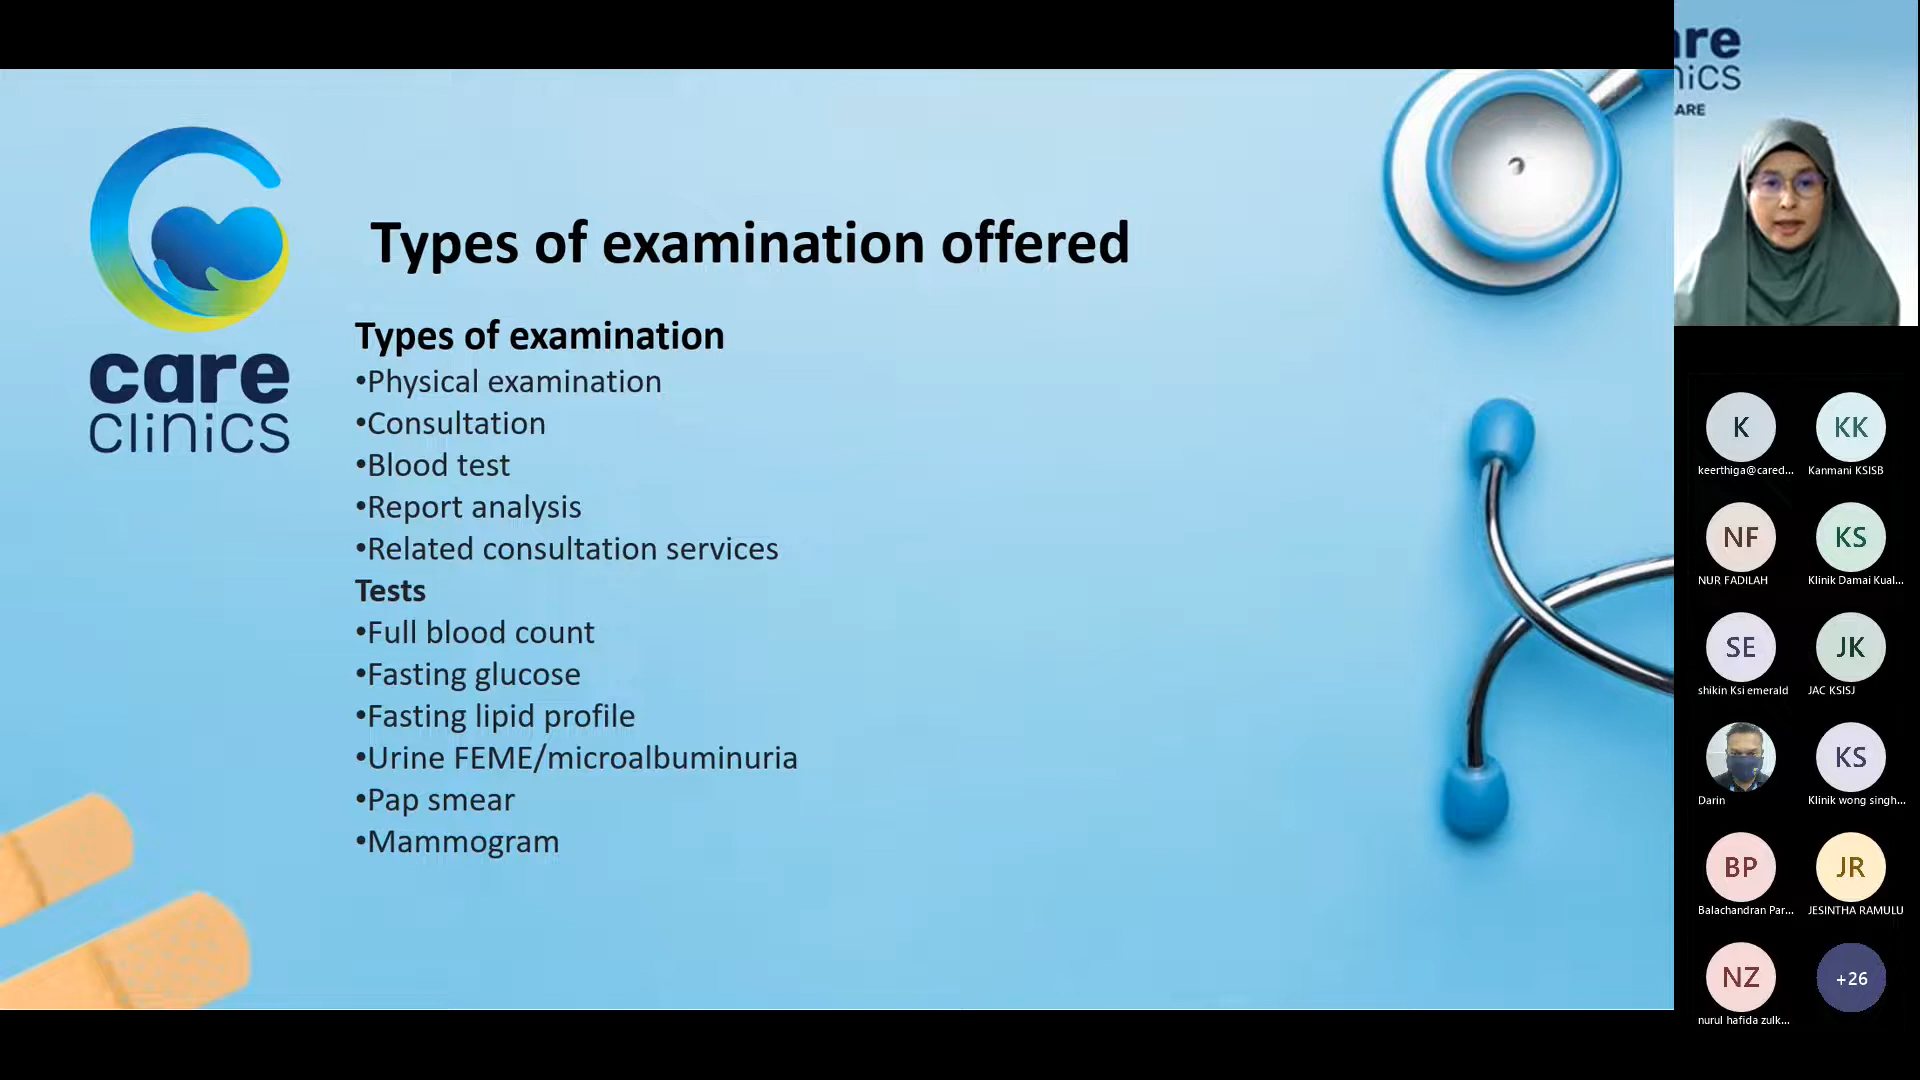 care
clinics
Types of examination offered
Types of examination
•Physical examination
•Consultation
•Blood test
•Report analysis
•Related consultation services
Tests
•Full blood count
•Fasting glucose
•Fasting lipid profile
•Urine FEME/microalbuminuria
•Pap smear
•Mammogram
are
nics
ARE
K
keerthiga@cared...
KK
Kanmani KSISB
NF
NUR FADILAH
KS
Klinik Damai Kual...
SE
shikin Ksi emerald
JK
JAC KSISJ
Darin
KS
Klinik wong singh...
BP
Balachandran Par...
JR
JESINTHA RAMULU
NZ
nurul hafida zulk...
+26